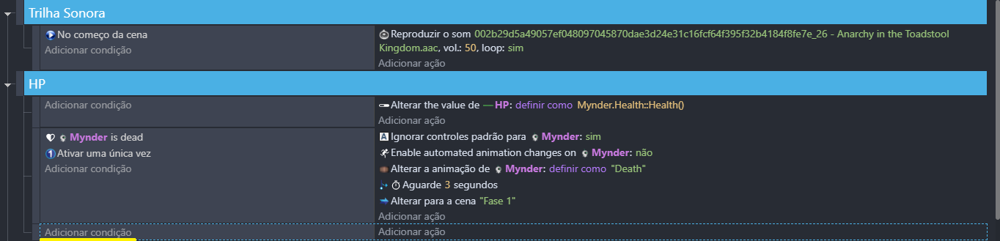 Trilha Sonora
No começo da cena
Adicionar condição
Reproduzir o som 002b29d5a49057ef048097045870dae3d24e31c16fcf64f395f32b4184f8fe7e_26 - Anarchy in the Toadstool
Kingdom.aac, vol.: 50, loop: sim
Adicionar ação
HP
Adicionar condição
Alterar the value de HP: definir como Mynder.Health::Health()
Adicionar ação
Mynder is dead
Ativar uma única vez
Adicionar condição
Ignorar controles padrão para Mynder: sim
Enable automated animation changes on Mynder: não
Alterar a animação de Mynder: definir como "Death"
Aguarde 3 segundos
Alterar para a cena "Fase 1"
Adicionar ação
Adicionar condição
Adicionar ação